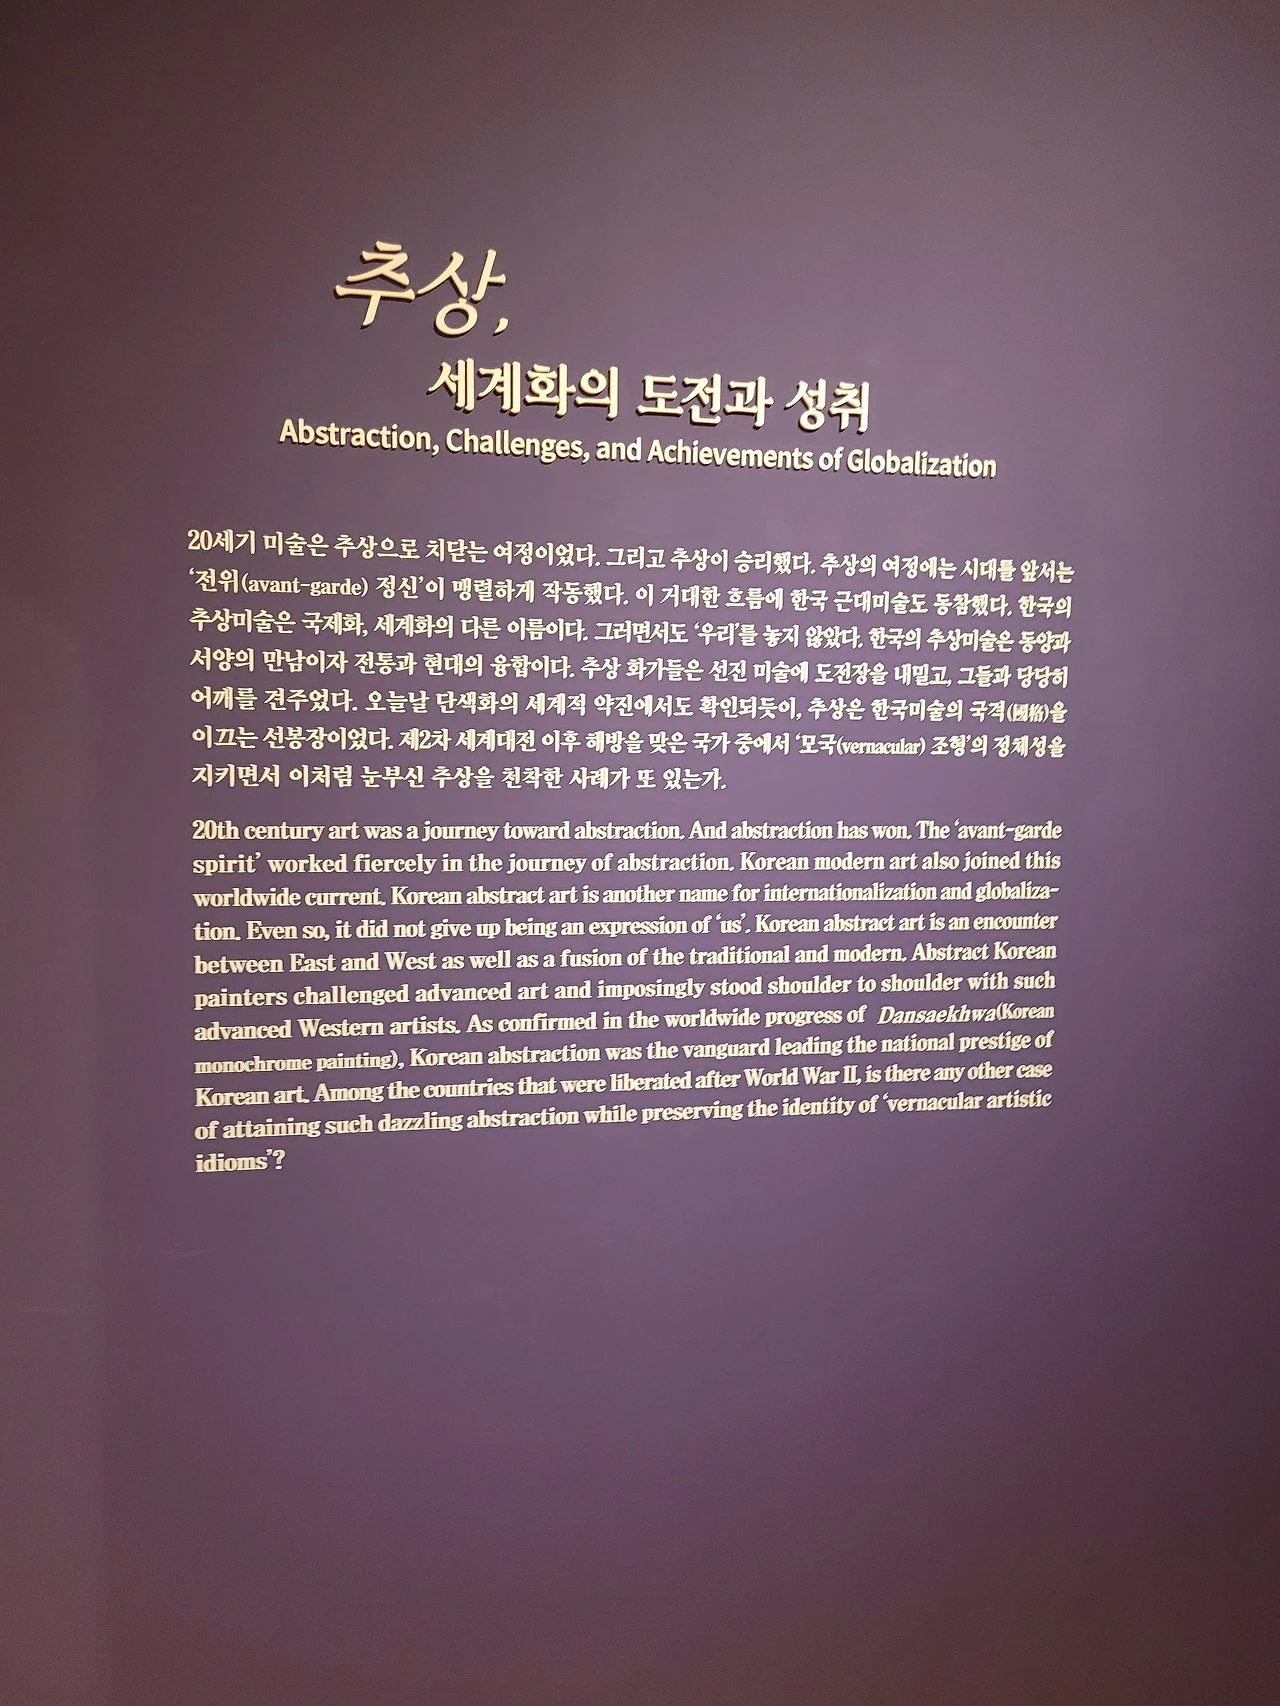 추상,
세계화의 도전과 성취
Abstraction, Challenges, and Achievements of Globalization
20세기 미술은 추상으로 치닫는 여정이었다. 그리고 추상이 승리했다. 추상의 여정에는 시대를 앞서는
‘전위(avant-garde) 정신’이 맹렬하게 작동했다. 이 거대한 흐름에 한국 근대미술도 동참했다. 한국의
추상미술은 국제화, 세계화의 다른 이름이다. 그러면서도 ‘우리’를 놓지 않았다. 한국의 추상미술은 동양과
서양의 만남이자 전통과 현대의 융합이다. 추상 화가들은 선진 미술에 도전장을 내밀고, 그들과 당당히
어깨를 견주었다. 오늘날 단색화의 세계적 약진에서도 확인되듯이, 추상은 한국미술의 국격(國格)을
이끄는 선봉장이었다. 제2차 세계대전 이후 해방을 맞은 국가 중에서 ‘모국(vernacular) 조형’의 정체성을
지키면서 이처럼 눈부신 추상을 천착한 사례가 또 있는가.
20th century art was a journey toward abstraction. And abstraction has won. The ‘avant-garde
spirit’ worked fiercely in the journey of abstraction. Korean modern art also joined this
worldwide current. Korean abstract art is another name for internationalization and globaliza-
tion. Even so, it did not give up being an expression of ‘us’. Korean abstract art is an encounter
between East and West as well as a fusion of the traditional and modern. Abstract Korean
painters challenged advanced art and imposingly stood shoulder to shoulder with such
advanced Western artists. As confirmed in the worldwide progress of Dansaekhwa(Korean
monochrome painting), Korean abstraction was the vanguard leading the national prestige of
Korean art. Among the countries that were liberated after World War II, is there any other case
of attaining such dazzling abstraction while preserving the identity of ‘vernacular artistic
idioms’?